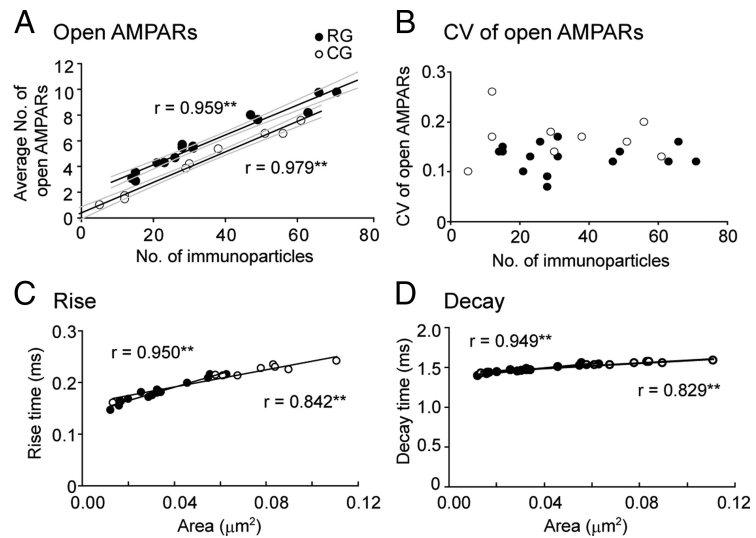 A Open AMPARs
RG
CG
Average No. of
open AMPARs
12
10
8
6
4
2
0
r = 0.959**
r = 0.979**
0 20 40 60 80
No. of immunoparticles
B CV of open AMPARs
CV of open AMPARs
0.3
0.2
0.1
0
0 10 20 30 40 50 60 70 80
No. of immunoparticles
C Rise
Rise time (ms)
0.3
0.2
0.1
0
r = 0.950**
r = 0.842**
0.00 0.04 0.08 0.12
Area (μm²)
D Decay
Decay time (ms)
2.0
1.5
1.0
0.5
0
r = 0.949**
r = 0.829**
0.00 0.04 0.08 0.12
Area (μm²)